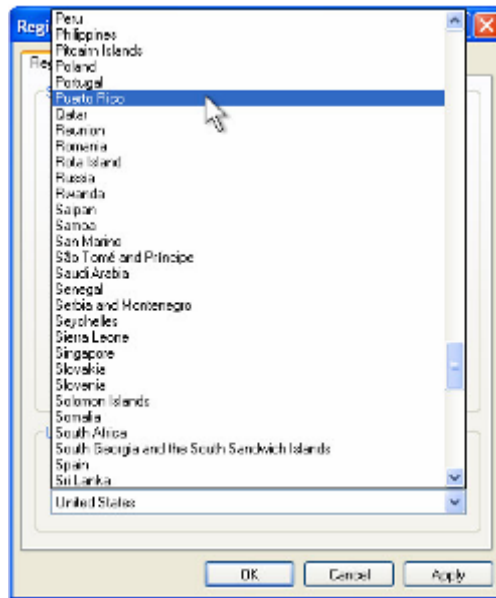 Regi
Peru
Philippines
Pitcairn Islands
Poland
Portugal
Puerto Rico
Qatar
Reunion
Romania
Rota Island
Russia
Rwanda
Saipan
Samoa
San Marino
São Tomé and Príncipe
Saudi Arabia
Senegal
Serbia and Montenegro
Seychelles
Sierra Leone
Singapore
Slovakia
Slovenia
Solomon Islands
Somalia
South Africa
South Georgia and the South Sandwich Islands
Spain
Sri Lanka
United States
OK Cancel Apply